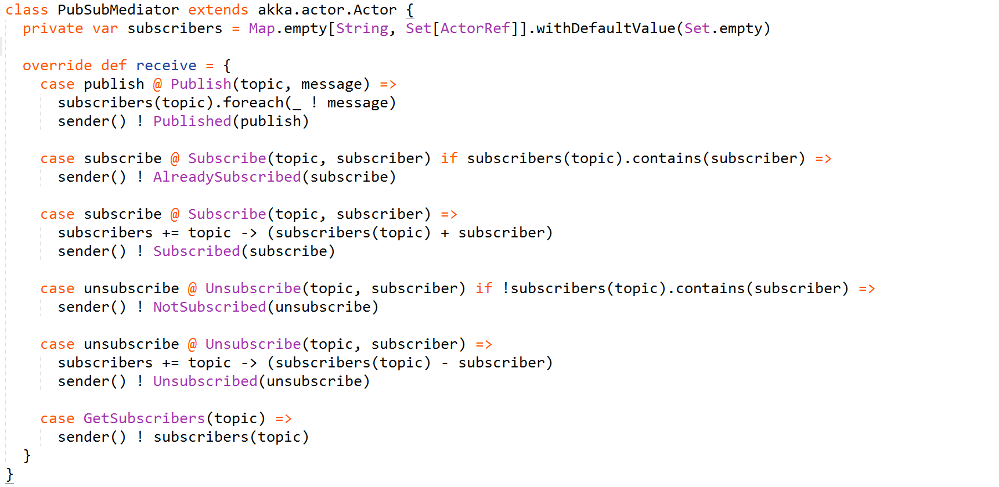 class PubSubMediator extends akka.actor.Actor {
  private var subscribers = Map.empty[String, Set[ActorRef]].withDefaultValue(Set.empty)

  override def receive = {
    case publish @ Publish(topic, message) =>
      subscribers(topic).foreach(_ ! message)
      sender() ! Published(publish)

    case subscribe @ Subscribe(topic, subscriber) if subscribers(topic).contains(subscriber) =>
      sender() ! AlreadySubscribed(subscribe)

    case subscribe @ Subscribe(topic, subscriber) =>
      subscribers += topic -> (subscribers(topic) + subscriber)
      sender() ! Subscribed(subscribe)

    case unsubscribe @ Unsubscribe(topic, subscriber) if !subscribers(topic).contains(subscriber) =>
      sender() ! NotSubscribed(unsubscribe)

    case unsubscribe @ Unsubscribe(topic, subscriber) =>
      subscribers += topic -> (subscribers(topic) - subscriber)
      sender() ! Unsubscribed(unsubscribe)

    case GetSubscribers(topic) =>
      sender() ! subscribers(topic)
  }
}